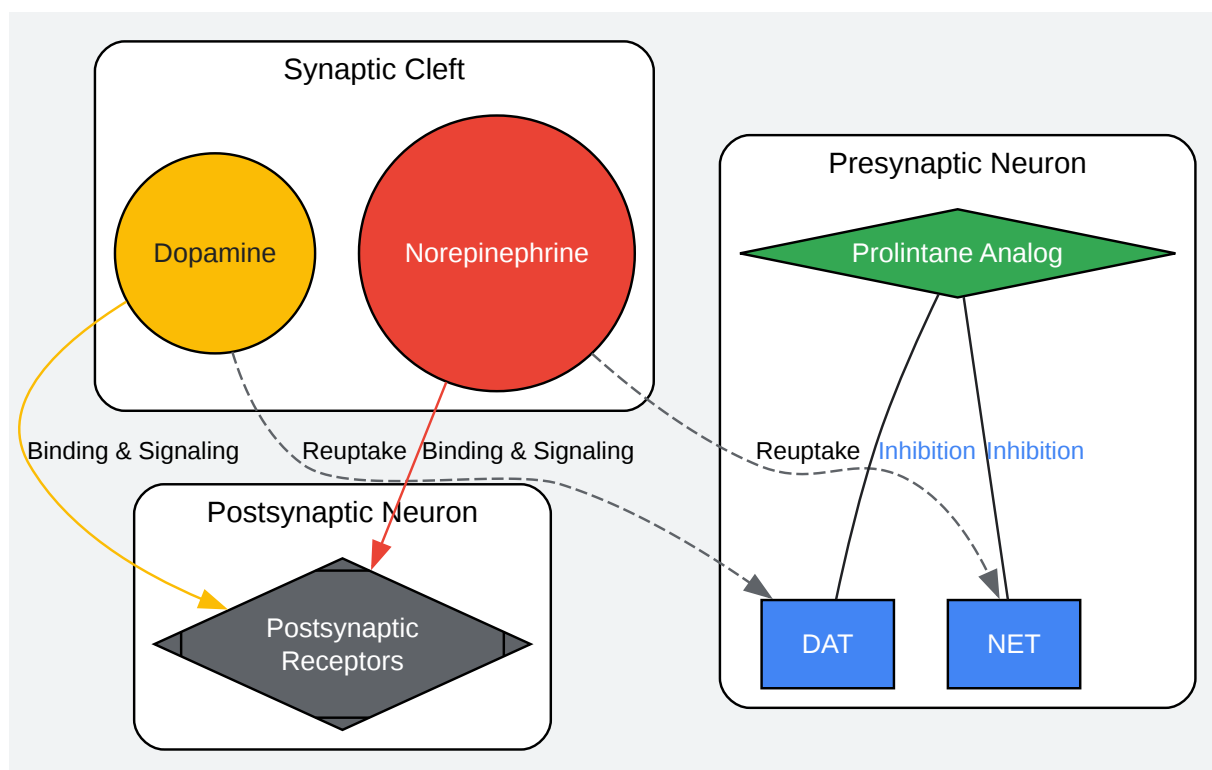 Synaptic Cleft
Presynaptic Neuron
Dopamine
Norepinephrine
Prolintane Analog
Binding & Signaling
Reuptake
Binding & Signaling
Reuptake
Inhibition
Inhibition
Postsynaptic Neuron
Postsynaptic
Receptors
DAT
NET